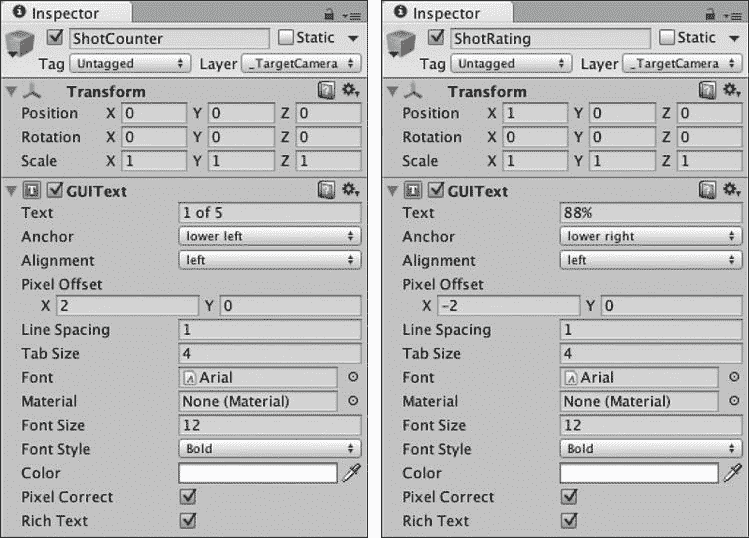 Inspector
ShotCounter Static
Tag Untagged Layer _TargetCamera
Transform
Position X 0 Y 0 Z 0
Rotation X 0 Y 0 Z 0
Scale X 1 Y 1 Z 1
GUIText
Text 1 of 5
Anchor lower left
Alignment left
Pixel Offset
X 2 Y 0
Line Spacing 1
Tab Size 4
Font Arial
Material None (Material)
Font Size 12
Font Style Bold
Color
Pixel Correct
Rich Text
Inspector
ShotRating Static
Tag Untagged Layer _TargetCamera
Transform
Position X 1 Y 0 Z 0
Rotation X 0 Y 0 Z 0
Scale X 1 Y 1 Z 1
GUIText
Text 88%
Anchor lower right
Alignment left
Pixel Offset
X -2 Y 0
Line Spacing 1
Tab Size 4
Font Arial
Material None (Material)
Font Size 12
Font Style Bold
Color
Pixel Correct
Rich Text